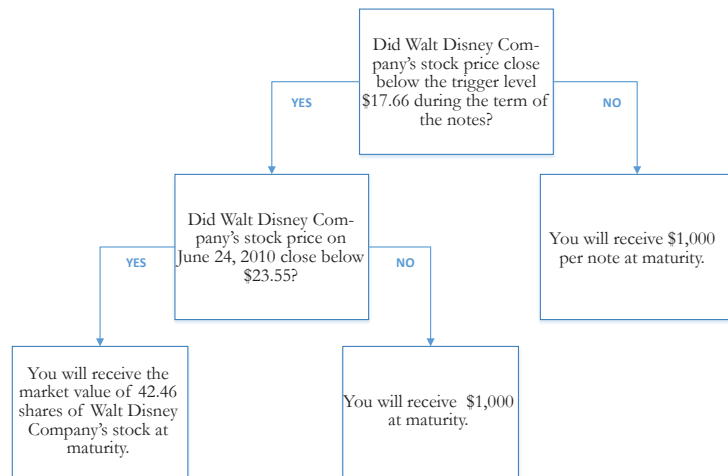 Did Walt Disney Com-
pany's stock price close
below the trigger level
$17.66 during the term of
the notes?
YES
NO
Did Walt Disney Com-
pany's stock price on
June 24, 2010 close below
$23.55?
You will receive $1,000
per note at maturity.
YES
NO
You will receive the
market value of 42.46
shares of Walt Disney
Company's stock at
maturity.
You will receive $1,000
at maturity.